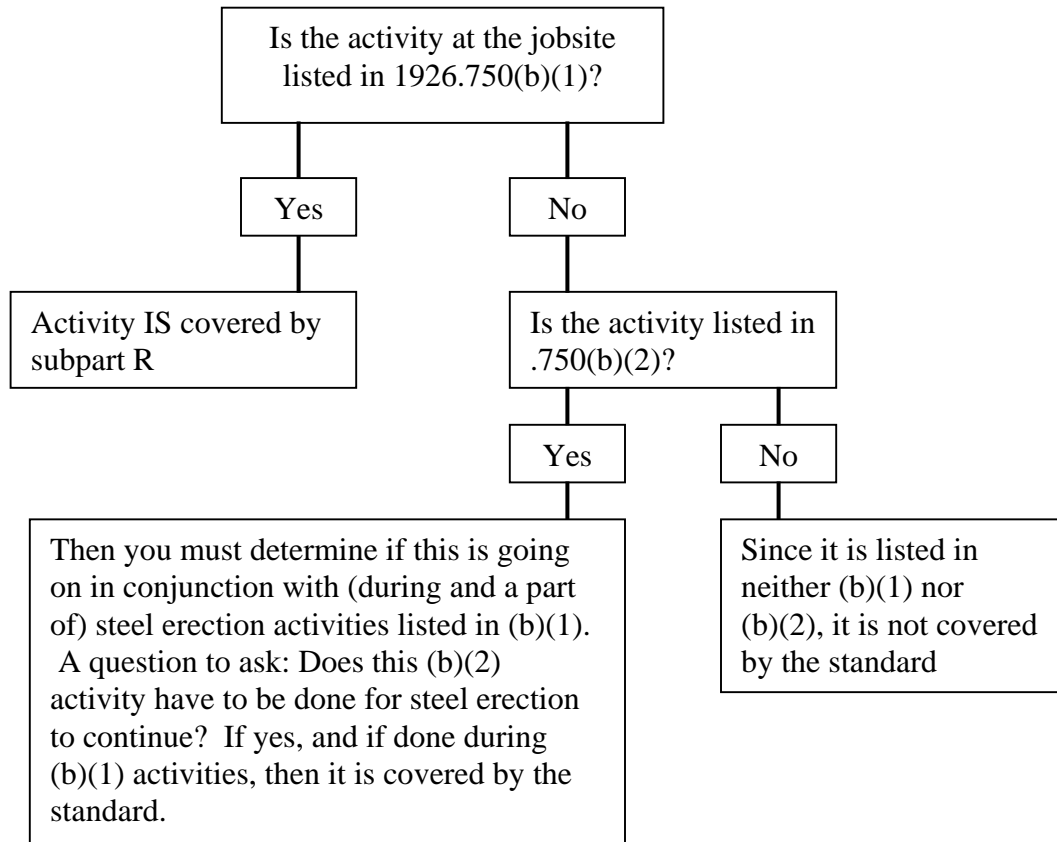 Is the activity at the jobsite
listed in 1926.750(b)(1)?
Yes
No
Activity IS covered by
subpart R
Is the activity listed in
.750(b)(2)?
Yes
No
Then you must determine if this is going
on in conjunction with (during and a part
of) steel erection activities listed in (b)(1).
A question to ask: Does this (b)(2)
activity have to be done for steel erection
to continue?  If yes, and if done during
(b)(1) activities, then it is covered by the
standard.
Since it is listed in
neither (b)(1) nor
(b)(2), it is not covered
by the standard